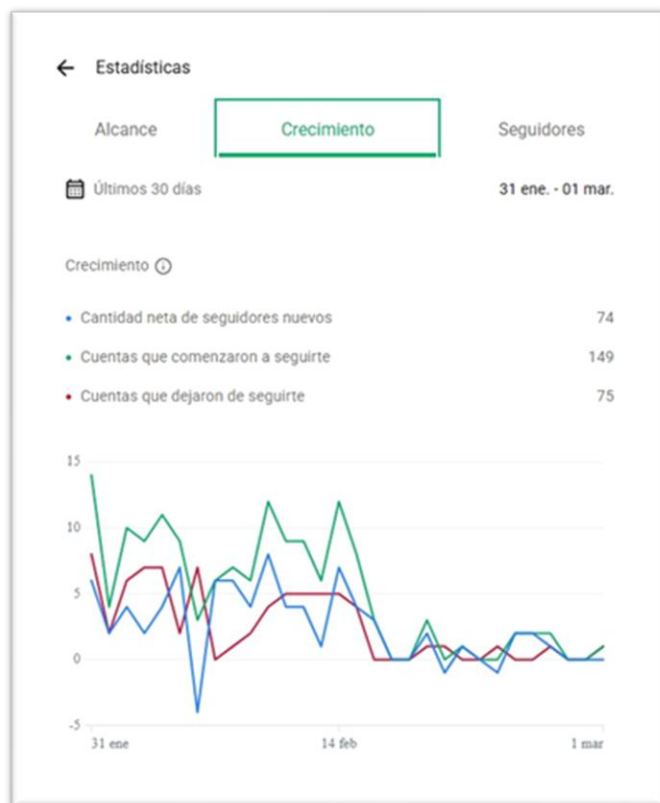 Estadísticas
Alcance Crecimiento Seguidores
Últimos 30 días 31 ene. - 01 mar.
Crecimiento
Cantidad neta de seguidores nuevos 74
Cuentas que comenzaron a seguirte 149
Cuentas que dejaron de seguirte 75
15
10
5
0
-5
31 ene 14 feb 1 mar